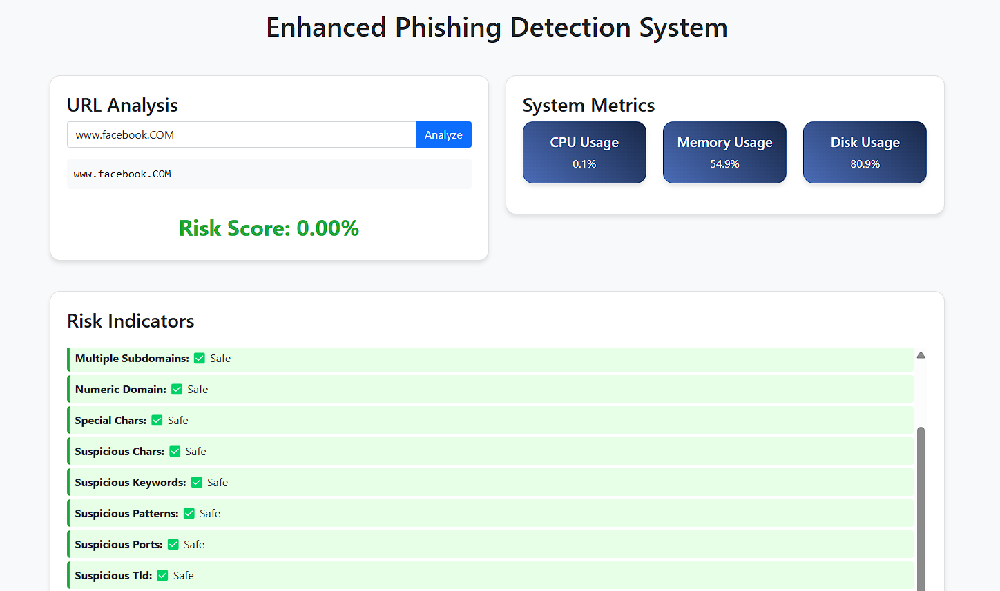 Enhanced Phishing Detection System
URL Analysis
www.facebook.COM
Analyze
www.facebook.COM
Risk Score: 0.00%
System Metrics
CPU Usage
0.1%
Memory Usage
54.9%
Disk Usage
80.9%
Risk Indicators
Multiple Subdomains: ✅ Safe
Numeric Domain: ✅ Safe
Special Chars: ✅ Safe
Suspicious Chars: ✅ Safe
Suspicious Keywords: ✅ Safe
Suspicious Patterns: ✅ Safe
Suspicious Ports: ✅ Safe
Suspicious Tld: ✅ Safe